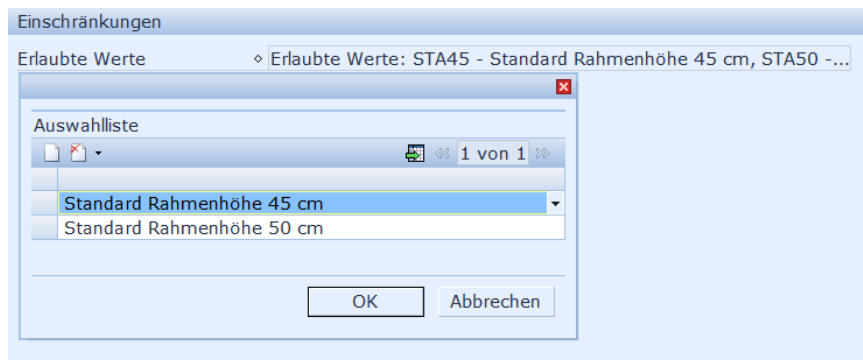 Einschränkungen
Erlaubte Werte
Erlaubte Werte: STA45 - Standard Rahmenhöhe 45 cm, STA50 -...
Auswahlliste
1 von 1
Standard Rahmenhöhe 45 cm
Standard Rahmenhöhe 50 cm
OK Abbrechen